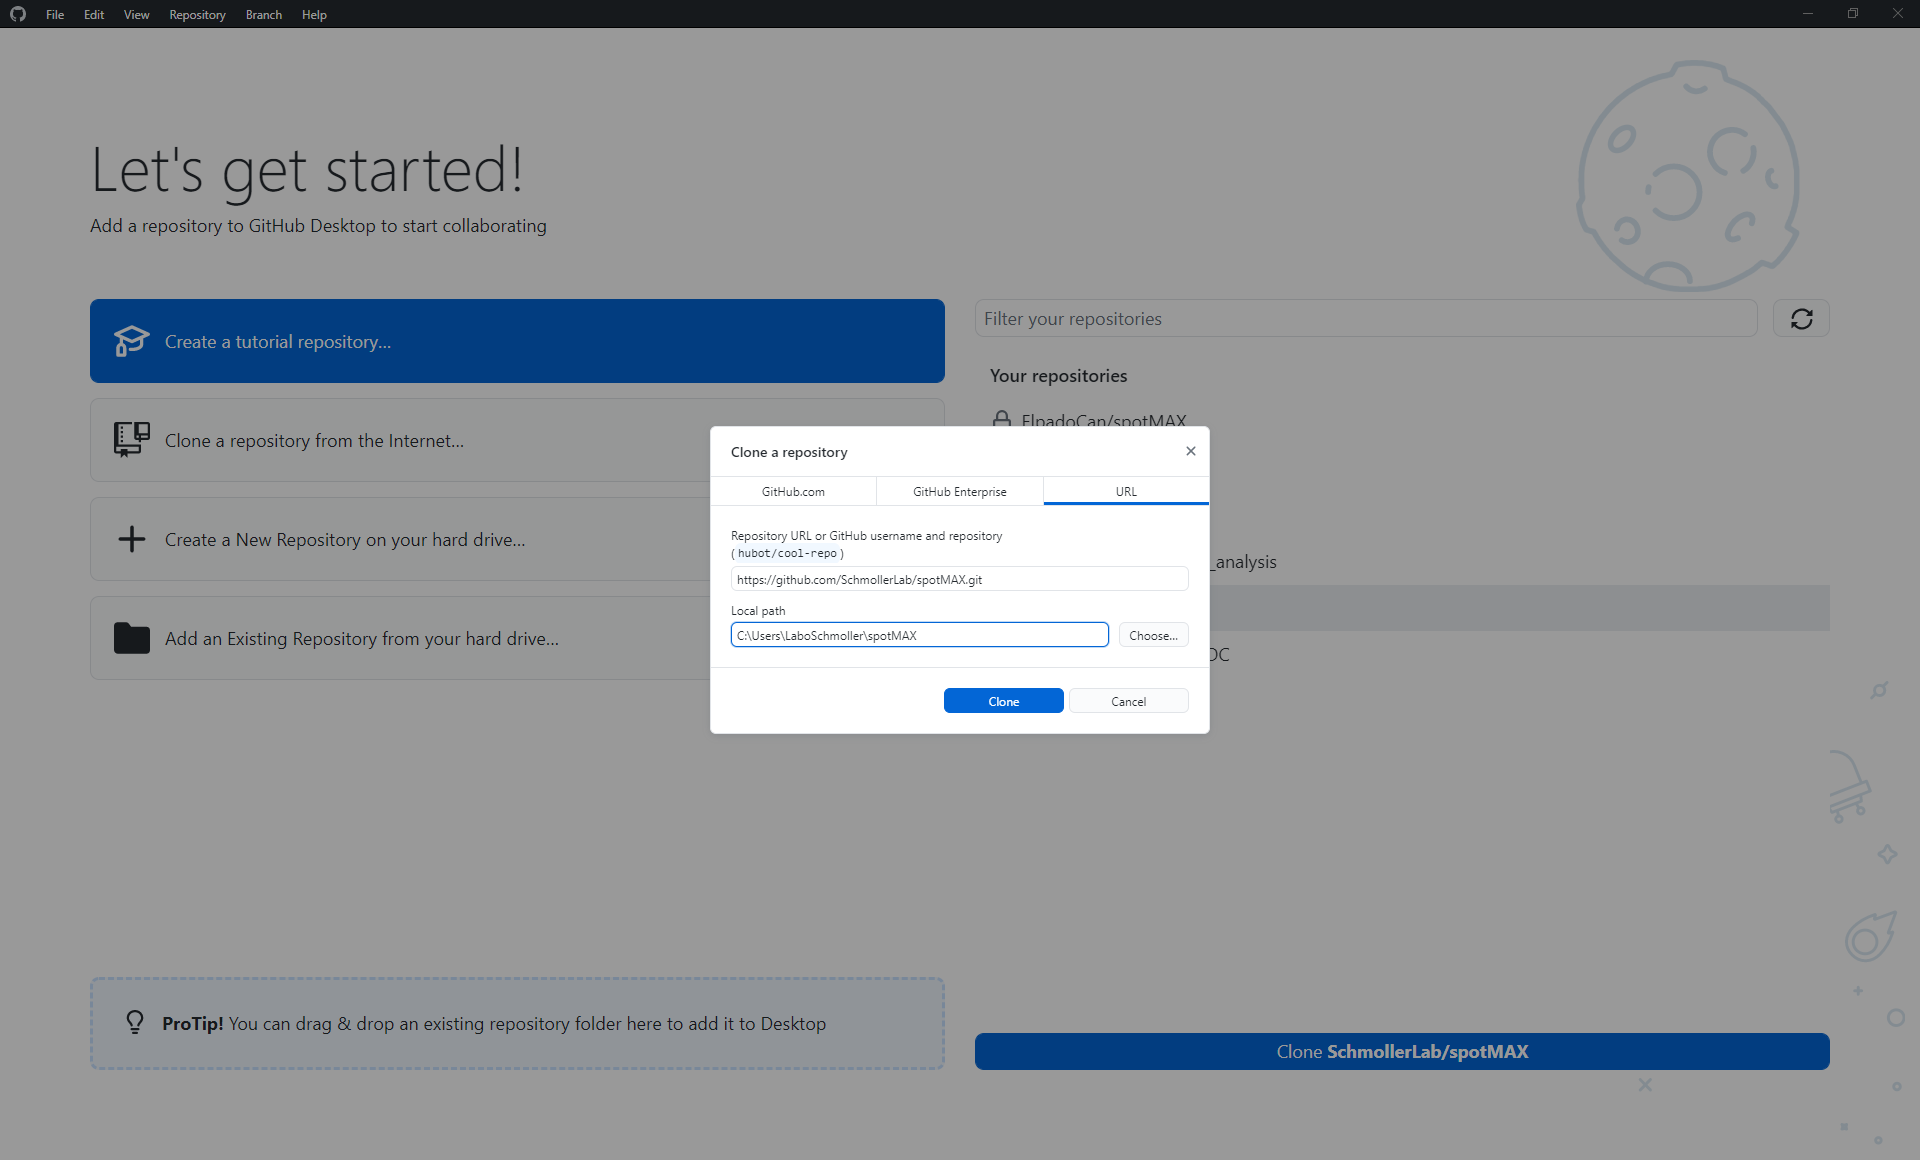 File Edit View Repository Branch Help
Let's get started!
Add a repository to GitHub Desktop to start collaborating
Create a tutorial repository...
Clone a repository from the Internet...
Create a New Repository on your hard drive...
Add an Existing Repository from your hard drive...
ProTip! You can drag & drop an existing repository folder here to add it to Desktop
Filter your repositories
Your repositories
ElpadoCan/spotMAX
_analysis
DC
Clone SchmollerLab/spotMAX
Clone a repository
GitHub.com GitHub Enterprise URL
Repository URL or GitHub username and repository
(hubot/cool-repo)
https://github.com/SchmollerLab/spotMAX.git
Local path
C:\Users\LaboSchmoller\spotMAX
Choose...
Clone Cancel